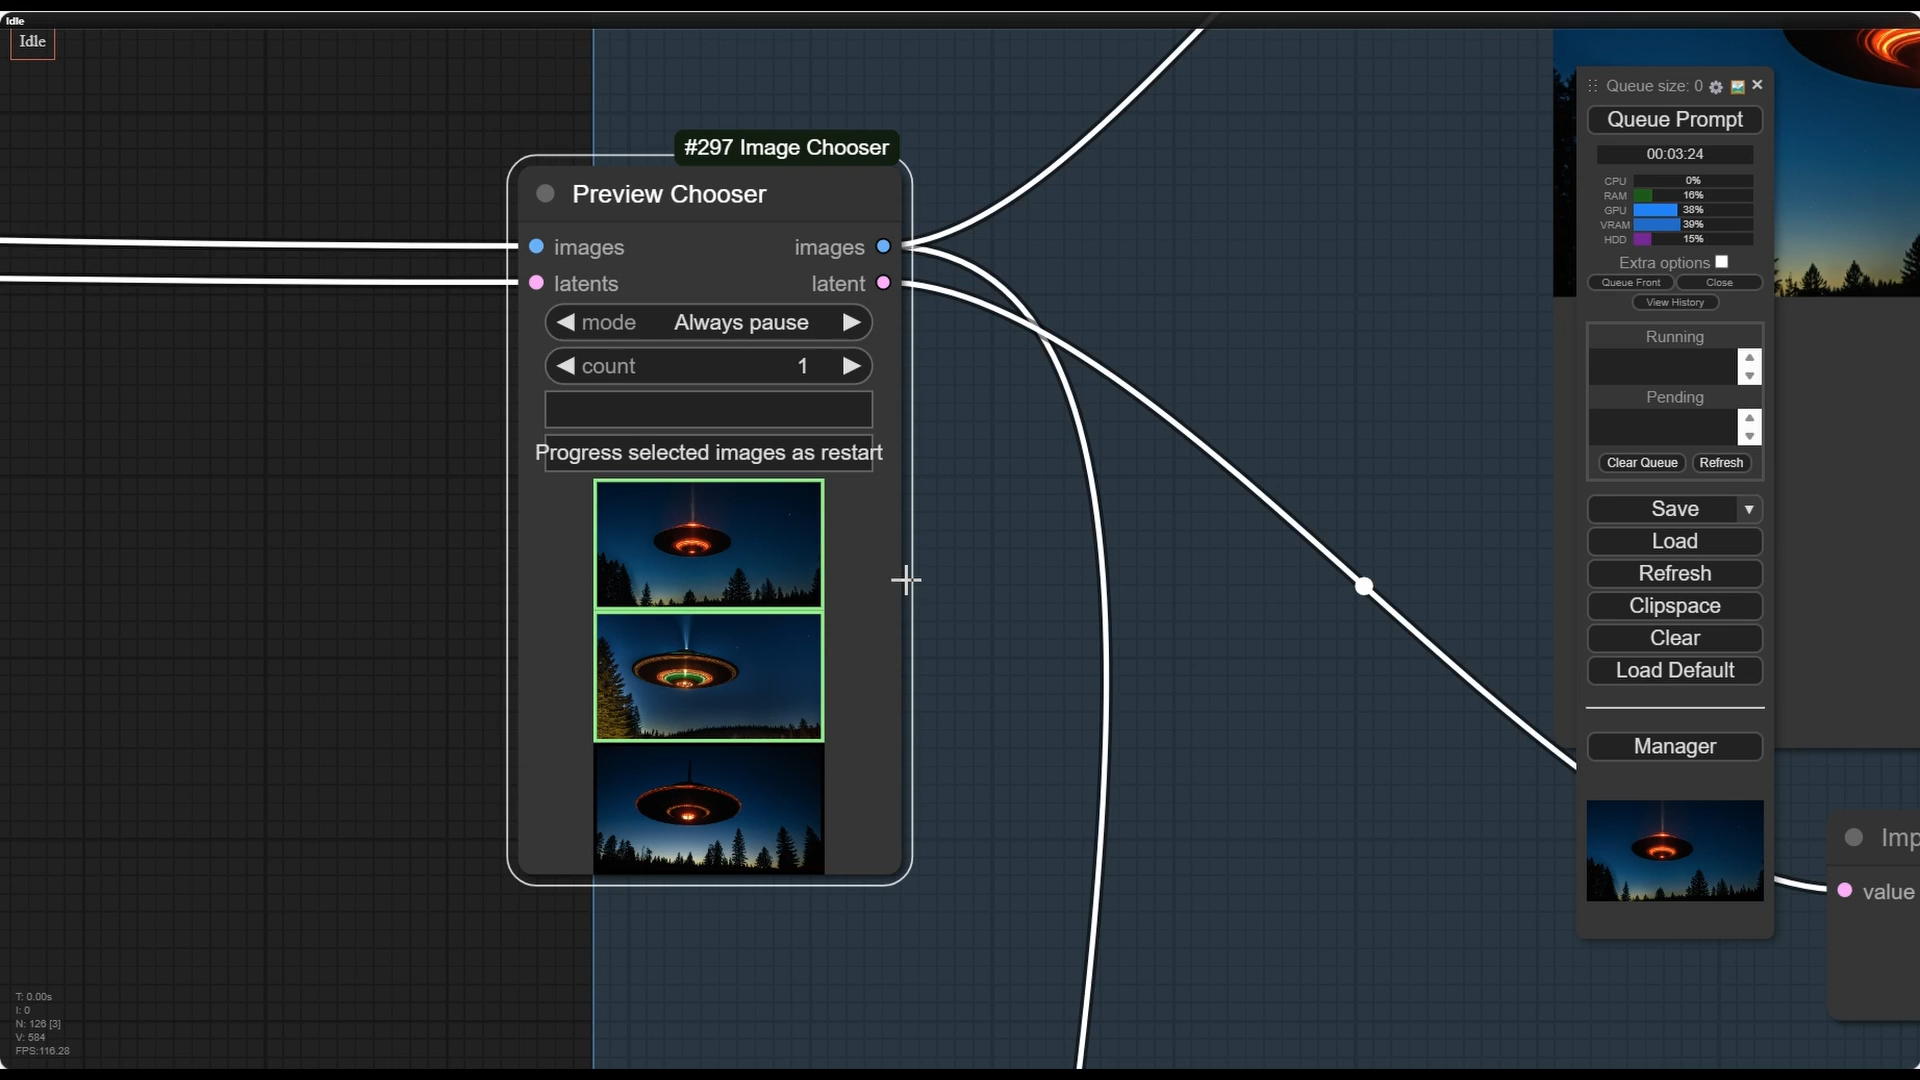 Idle
Idle
#297 Image Chooser
Preview Chooser
images images
latents latent
mode Always pause
count 1
Progress selected images as restart
Queue size: 0
Queue Prompt
00:03:24
CPU 0%
RAM 16%
GPU 38%
VRAM 39%
HDD 15%
Extra options
Queue Front Close
View History
Running
Pending
Clear Queue Refresh
Save
Load
Refresh
Clipspace
Clear
Load Default
Manager
Imp
value
T: 0.00s
I: 0
N: 126 [3]
V: 584
FPS:116.28